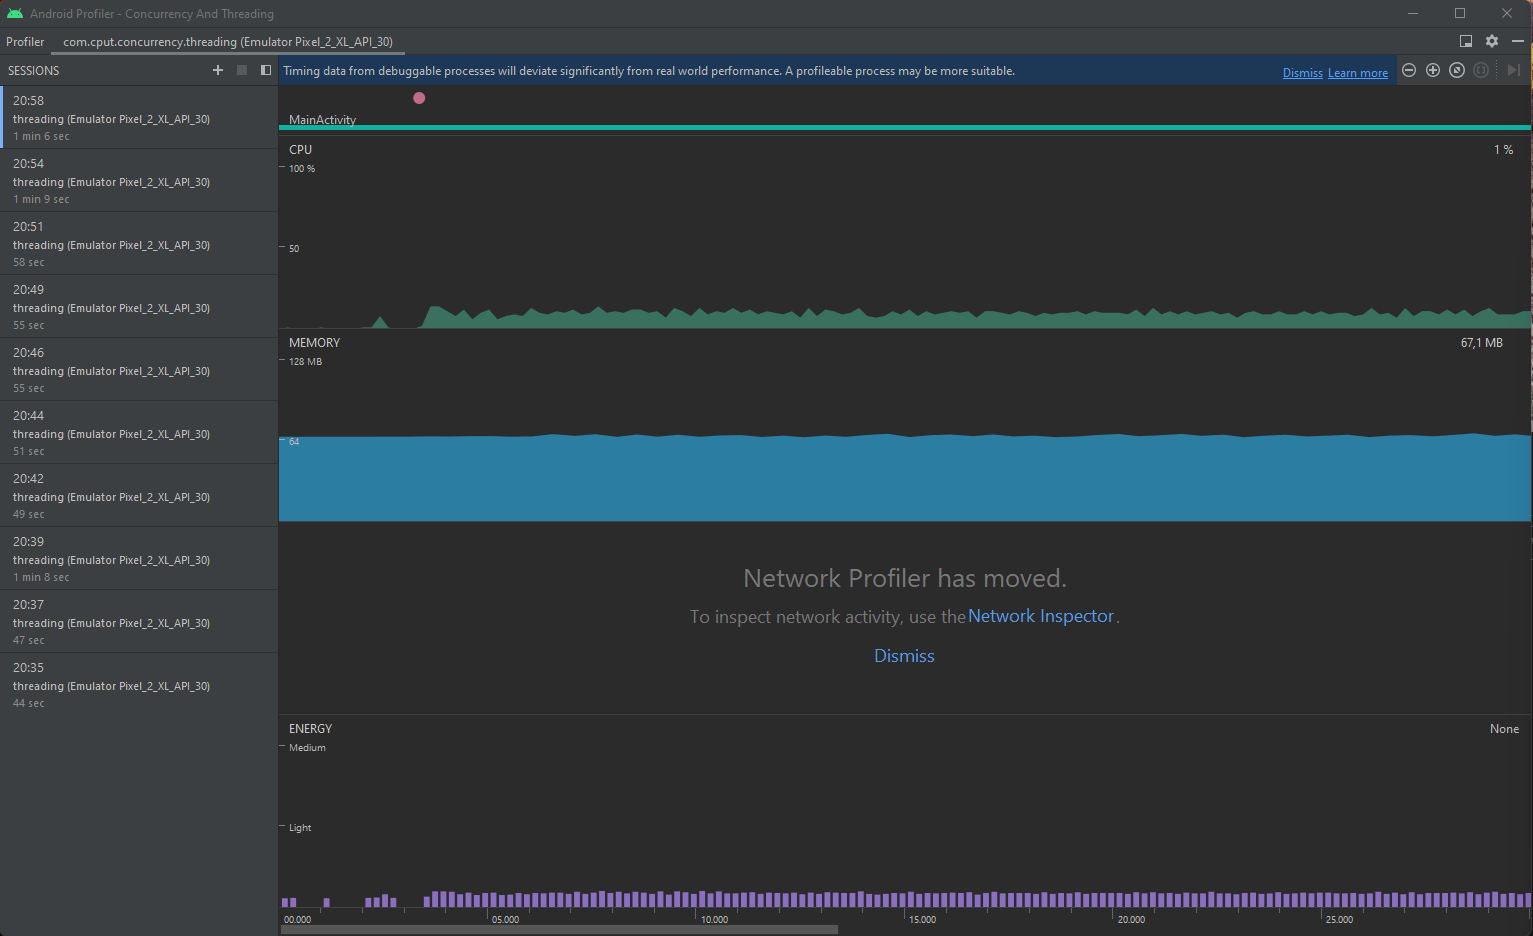 Android Profiler - Concurrency And Threading
Profiler
com.cput.concurrency.threading (Emulator Pixel_2_XL_API_30)
SESSIONS
Timing data from debuggable processes will deviate significantly from real world performance. A profileable process may be more suitable.
Dismiss Learn more
20:58
threading (Emulator Pixel_2_XL_API_30)
1 min 6 sec
20:54
threading (Emulator Pixel_2_XL_API_30)
1 min 9 sec
20:51
threading (Emulator Pixel_2_XL_API_30)
58 sec
20:49
threading (Emulator Pixel_2_XL_API_30)
55 sec
20:46
threading (Emulator Pixel_2_XL_API_30)
55 sec
20:44
threading (Emulator Pixel_2_XL_API_30)
51 sec
20:42
threading (Emulator Pixel_2_XL_API_30)
49 sec
20:39
threading (Emulator Pixel_2_XL_API_30)
1 min 8 sec
20:37
threading (Emulator Pixel_2_XL_API_30)
47 sec
20:35
threading (Emulator Pixel_2_XL_API_30)
44 sec
MainActivity
CPU
1 %
100 %
50
MEMORY
67,1 MB
128 MB
64
Network Profiler has moved.
To inspect network activity, use the Network Inspector.
Dismiss
ENERGY
None
Medium
Light
00.000 05.000 10.000 15.000 20.000 25.000